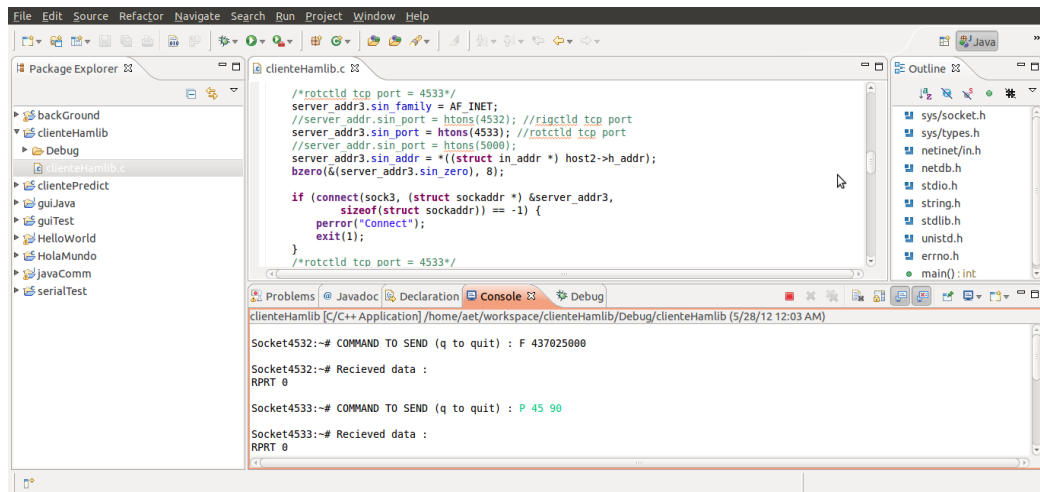 File Edit Source Refactor Navigate Search Run Project Window Help
Java
Package Explorer
backGround
clienteHamlib
Debug
clienteHamlib.c
clientePredict
guiJava
guiTest
HelloWorld
HolaMundo
javaComm
serialTest
clienteHamlib.c
/*rotctld tcp port = 4533*/
server_addr3.sin_family = AF_INET;
//server_addr.sin_port = htons(4532); //rigctld tcp port
server_addr3.sin_port = htons(4533); //rotctld tcp port
//server_addr.sin_port = htons(5000);
server_addr3.sin_addr = *((struct in_addr *) host2->h_addr);
bzero(&(server_addr3.sin_zero), 8);
if (connect(sock3, (struct sockaddr *) &server_addr3,
sizeof(struct sockaddr)) == -1) {
perror("Connect");
exit(1);
}
/*rotctld tcp port = 4533*/
Outline
sys/socket.h
sys/types.h
netinet/in.h
netdb.h
stdio.h
string.h
stdlib.h
unistd.h
errno.h
main() : int
Problems @ Javadoc Declaration Console Debug
clienteHamlib [C/C++ Application] /home/aet/workspace/clienteHamlib/Debug/clienteHamlib (5/28/12 12:03 AM)
Socket4532:~# COMMAND TO SEND (q to quit) : F 437025000
Socket4532:~# Recieved data :
RPRT 0
Socket4533:~# COMMAND TO SEND (q to quit) : P 45 90
Socket4533:~# Recieved data :
RPRT 0